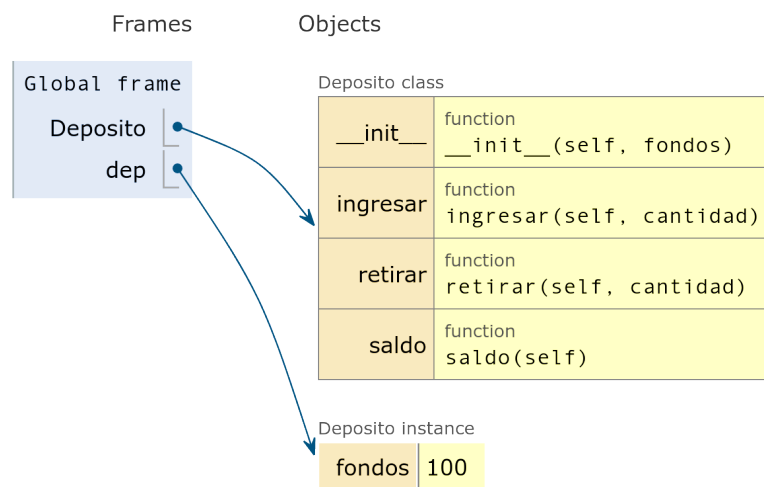 Frames Objects
Global frame
Deposito
dep
Deposito class
__init__ function
__init__(self, fondos)
ingresar function
ingresar(self, cantidad)
retirar function
retirar(self, cantidad)
saldo function
saldo(self)
Deposito instance
fondos 100